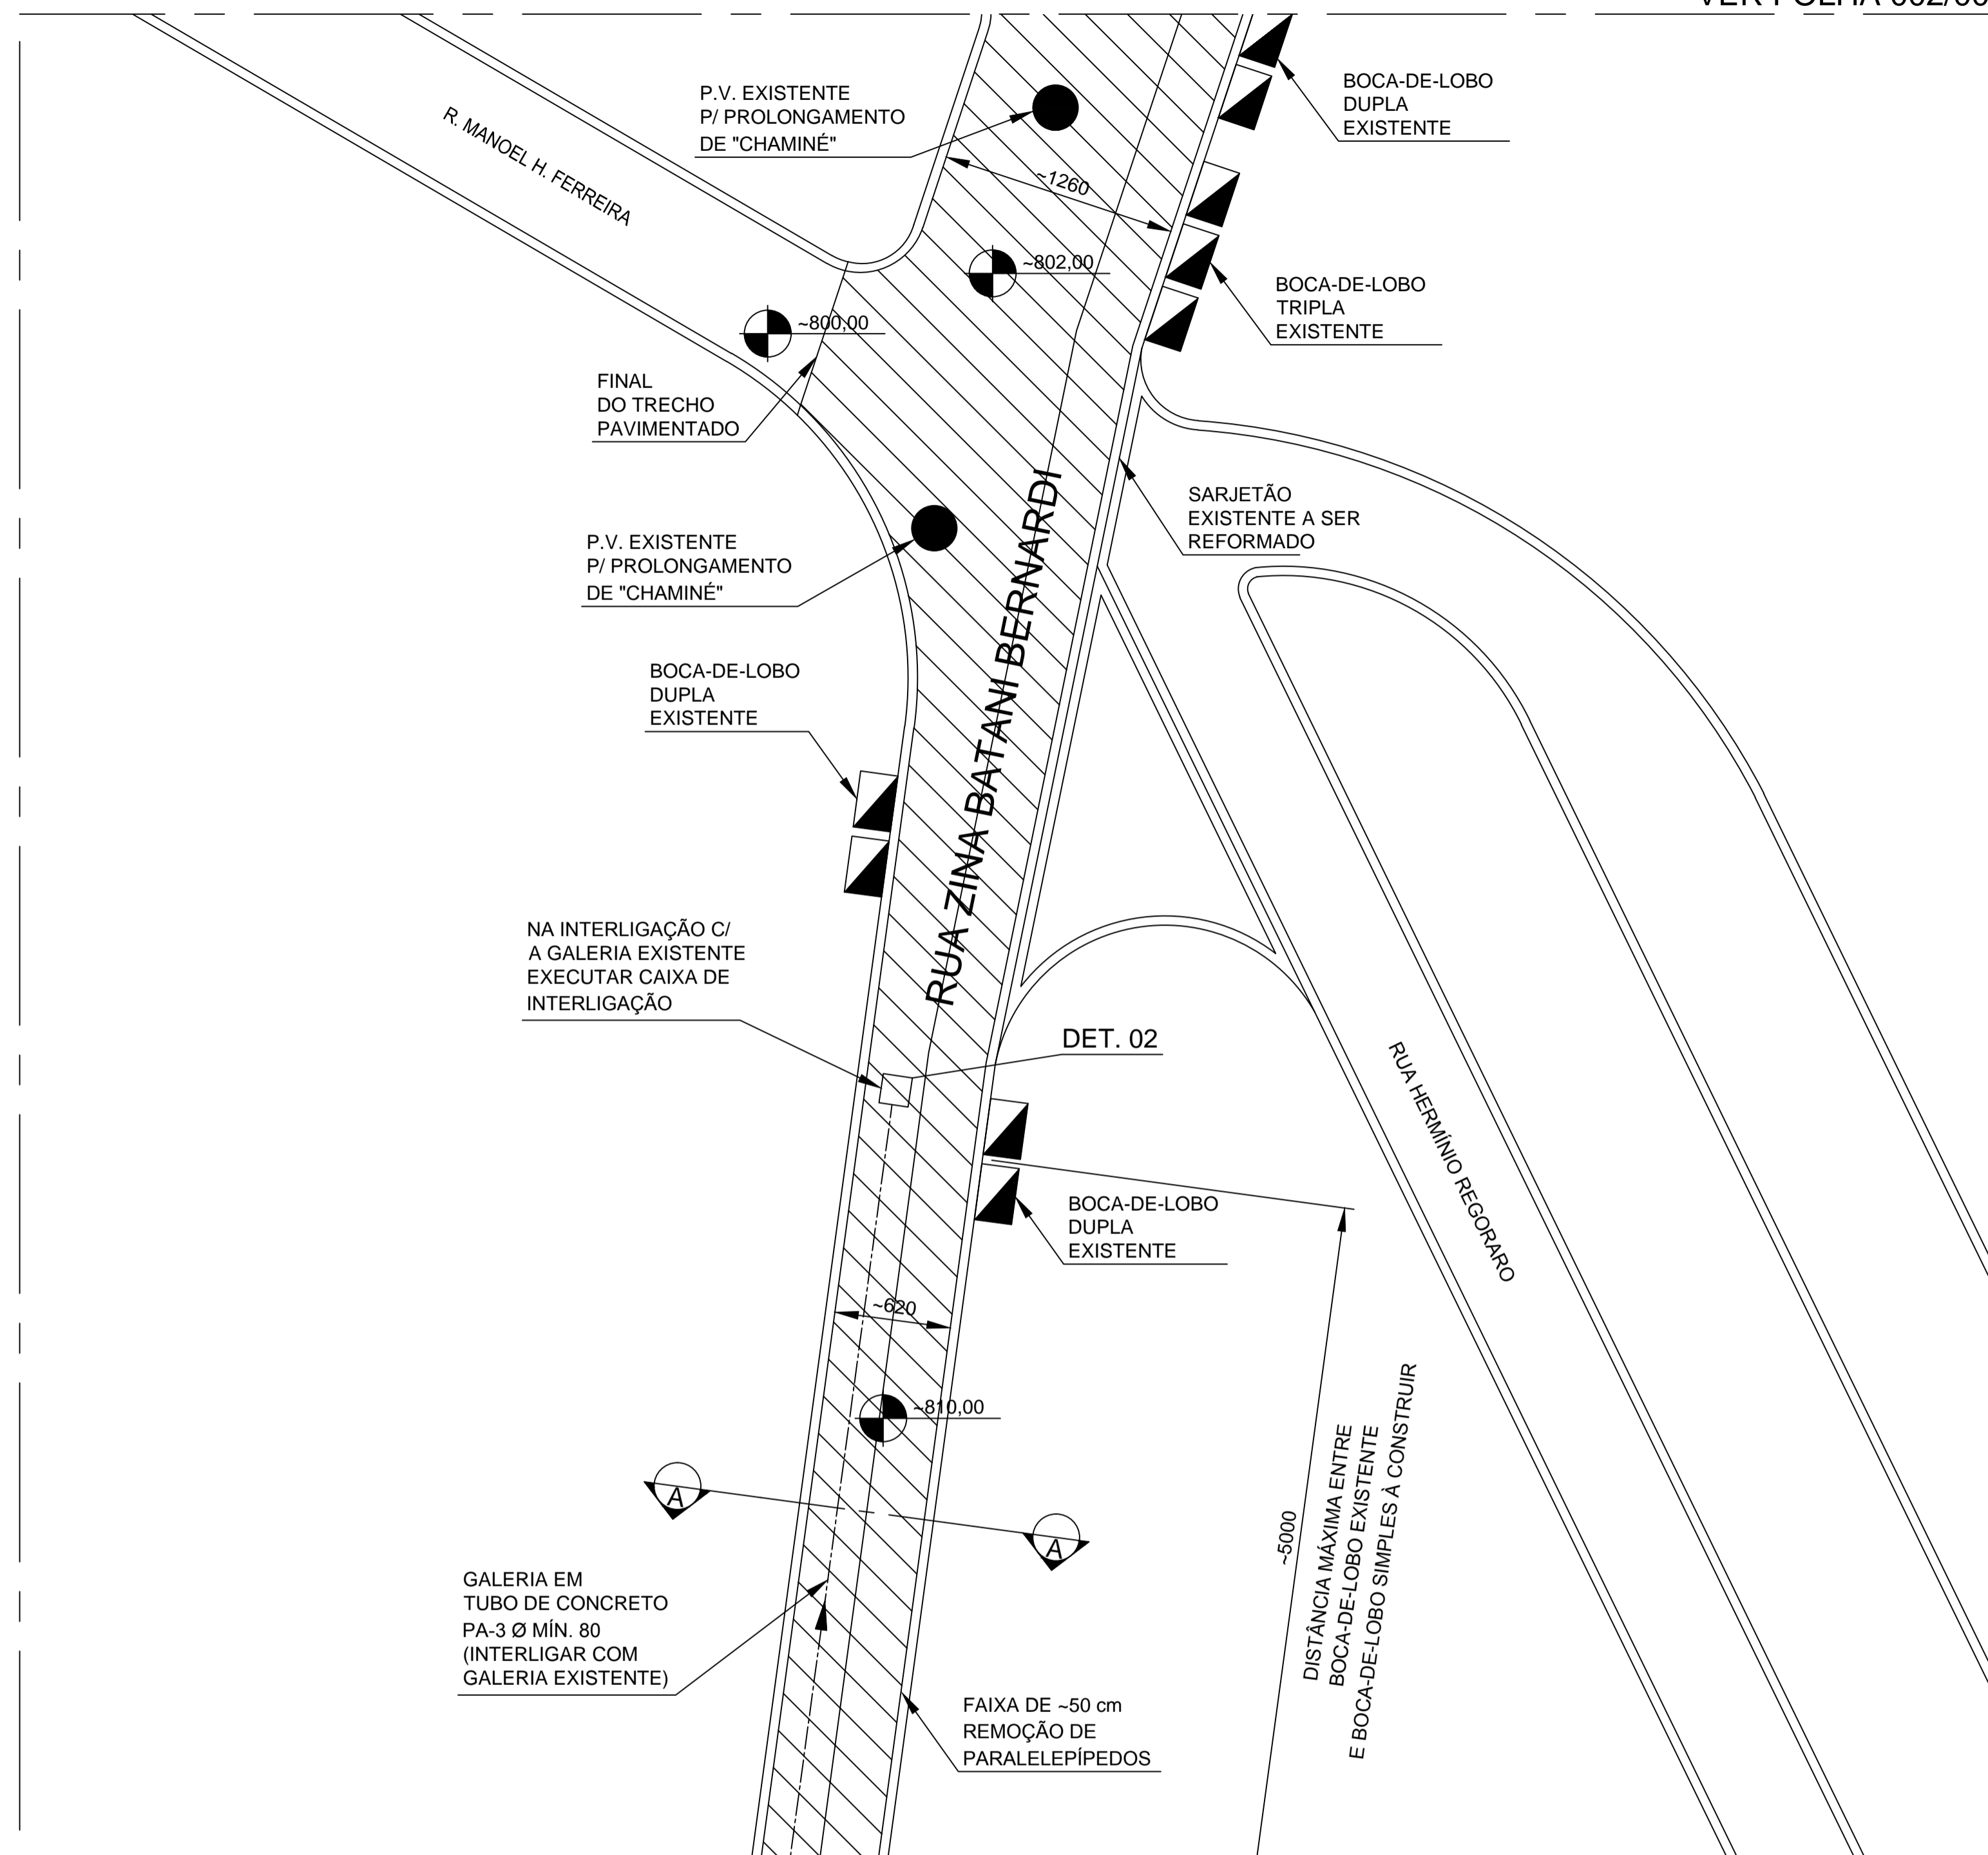 R. MANOEL H. FERREIRA
P.V. EXISTENTE
P/ PROLONGAMENTO
DE "CHAMINÉ"
BOCA-DE-LOBO
DUPLA
EXISTENTE
~1260
~802,00
BOCA-DE-LOBO
TRIPLA
EXISTENTE
~800,00
FINAL
DO TRECHO
PAVIMENTADO
SARJETÃO
EXISTENTE A SER
REFORMADO
P.V. EXISTENTE
P/ PROLONGAMENTO
DE "CHAMINÉ"
RUA ZINA BATANI BERNARDI
BOCA-DE-LOBO
DUPLA
EXISTENTE
NA INTERLIGAÇÃO C/
A GALERIA EXISTENTE
EXECUTAR CAIXA DE
INTERLIGAÇÃO
DET. 02
RUA HERMÍNIO REGORARO
BOCA-DE-LOBO
DUPLA
EXISTENTE
~620
~810,00
A
A
~5000
DISTÂNCIA MÁXIMA ENTRE
BOCA-DE-LOBO EXISTENTE
E BOCA-DE-LOBO SIMPLES À CONSTRUIR
GALERIA EM
TUBO DE CONCRETO
PA-3 Ø MÍN. 80
(INTERLIGAR COM
GALERIA EXISTENTE)
FAIXA DE ~50 cm
REMOÇÃO DE
PARALELEPÍPEDOS